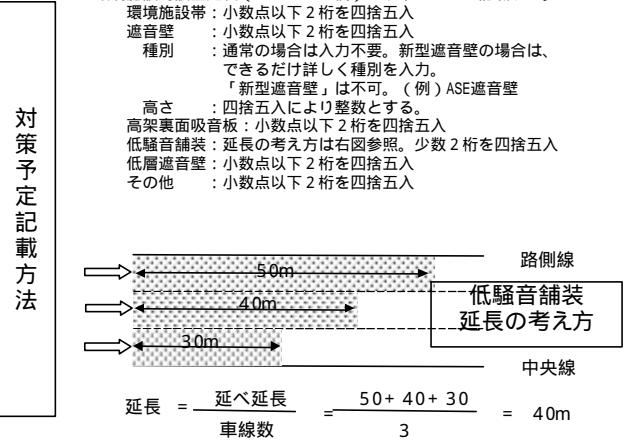 環境施設帯：小数点以下２桁を四捨五入
遮音壁　　：小数点以下２桁を四捨五入
種別　　：通常の場合は入力不要。新型遮音壁の場合は、
できるだけ詳しく種別を入力。
「新型遮音壁」は不可。（例）ASE遮音壁
高さ　　：四捨五入により整数とする。
高架裏面吸音板：小数点以下２桁を四捨五入
低騒音舗装：延長の考え方は右図参照。少数２桁を四捨五入
低層遮音壁：小数点以下２桁を四捨五入
その他　　：小数点以下２桁を四捨五入
対策予定記載方法
路側線
50m
低騒音舗装
延長の考え方
40m
30m
中央線
延長 = 延べ延長 = 50+40+30 = 40m
車線数 3